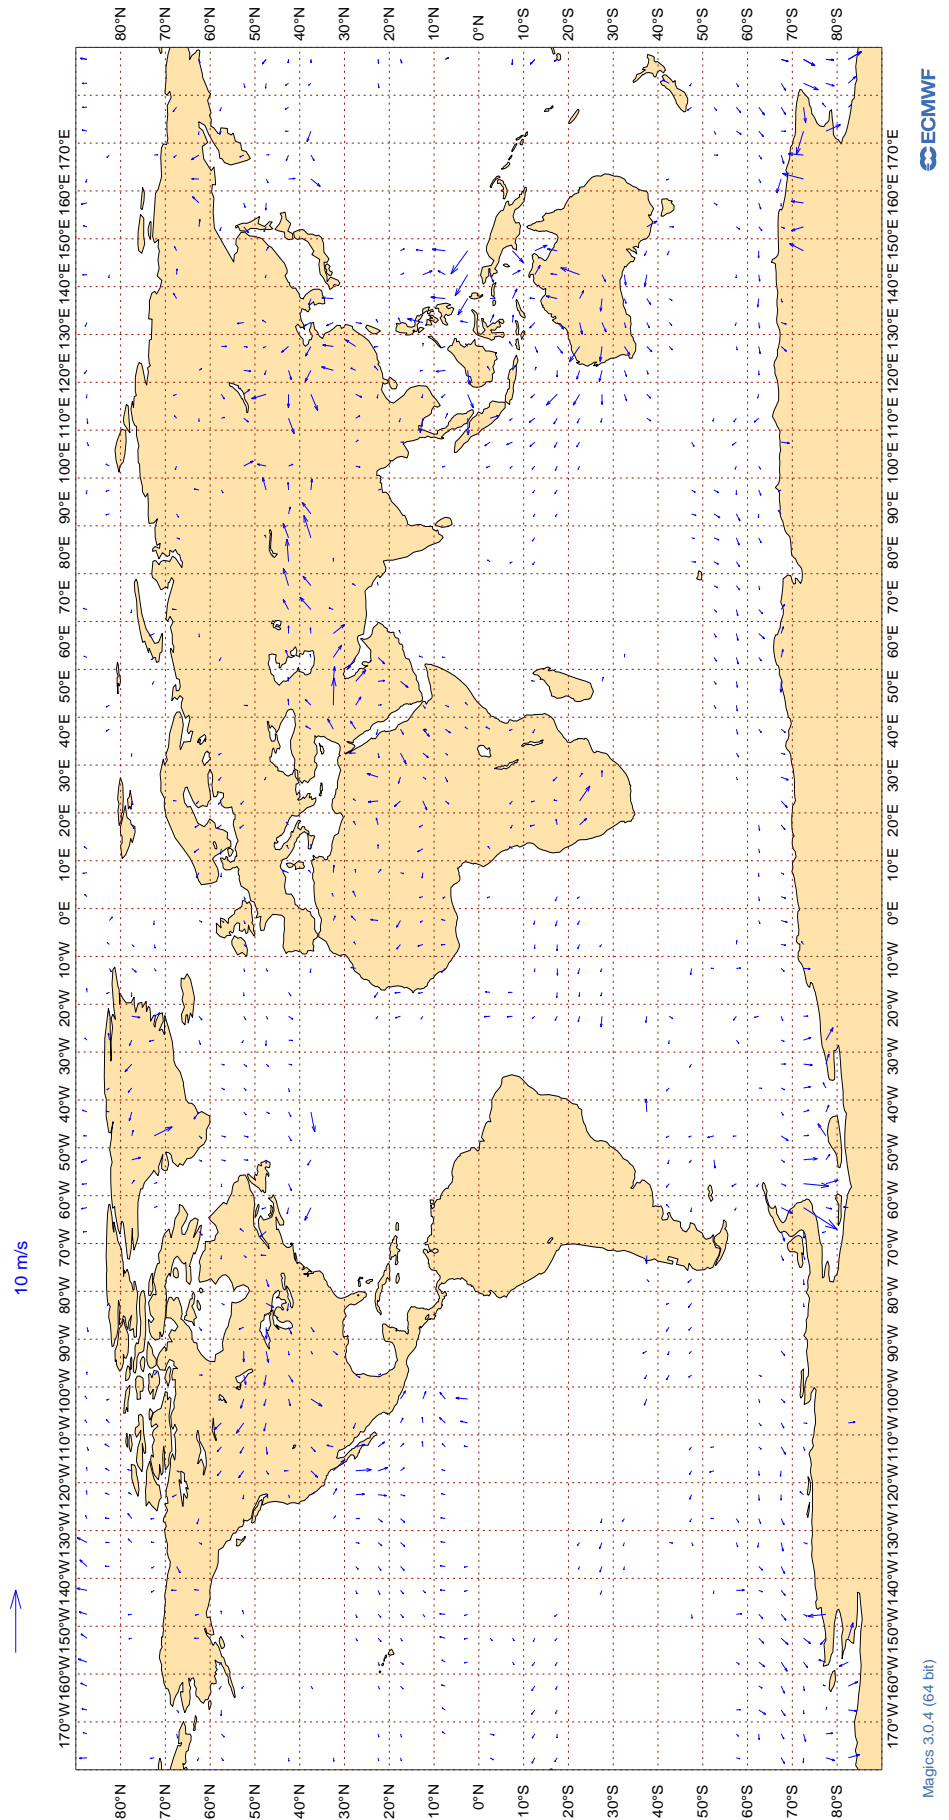 10 m/s
170°W 160°W 150°W 140°W 130°W 120°W 110°W 100°W 90°W 80°W 70°W 60°W 50°W 40°W 30°W 20°W 10°W 0°E 10°E 20°E 30°E 40°E 50°E 60°E 70°E 80°E 90°E 100°E 110°E 120°E 130°E 140°E 150°E 160°E 170°E
80°N 80°N
70°N 70°N
60°N 60°N
50°N 50°N
40°N 40°N
30°N 30°N
20°N 20°N
10°N 10°N
0°N 0°N
10°S 10°S
20°S 20°S
30°S 30°S
40°S 40°S
50°S 50°S
60°S 60°S
70°S 70°S
80°S 80°S
170°W 160°W 150°W 140°W 130°W 120°W 110°W 100°W 90°W 80°W 70°W 60°W 50°W 40°W 30°W 20°W 10°W 0°E 10°E 20°E 30°E 40°E 50°E 60°E 70°E 80°E 90°E 100°E 110°E 120°E 130°E 140°E 150°E 160°E 170°E
Magics 3.0.4 (64 bit) ECMWF